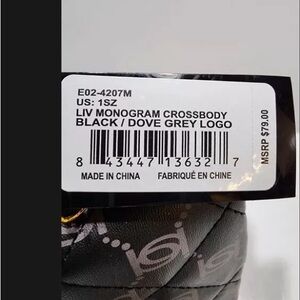 E02-4207M
US: 1SZ
LIV MONOGRAM CROSSBODY
BLACK / DOVE GREY LOGO
8 43447 13632 7
MSRP $79.00
MADE IN CHINA FABRIQUÉ EN CHINE